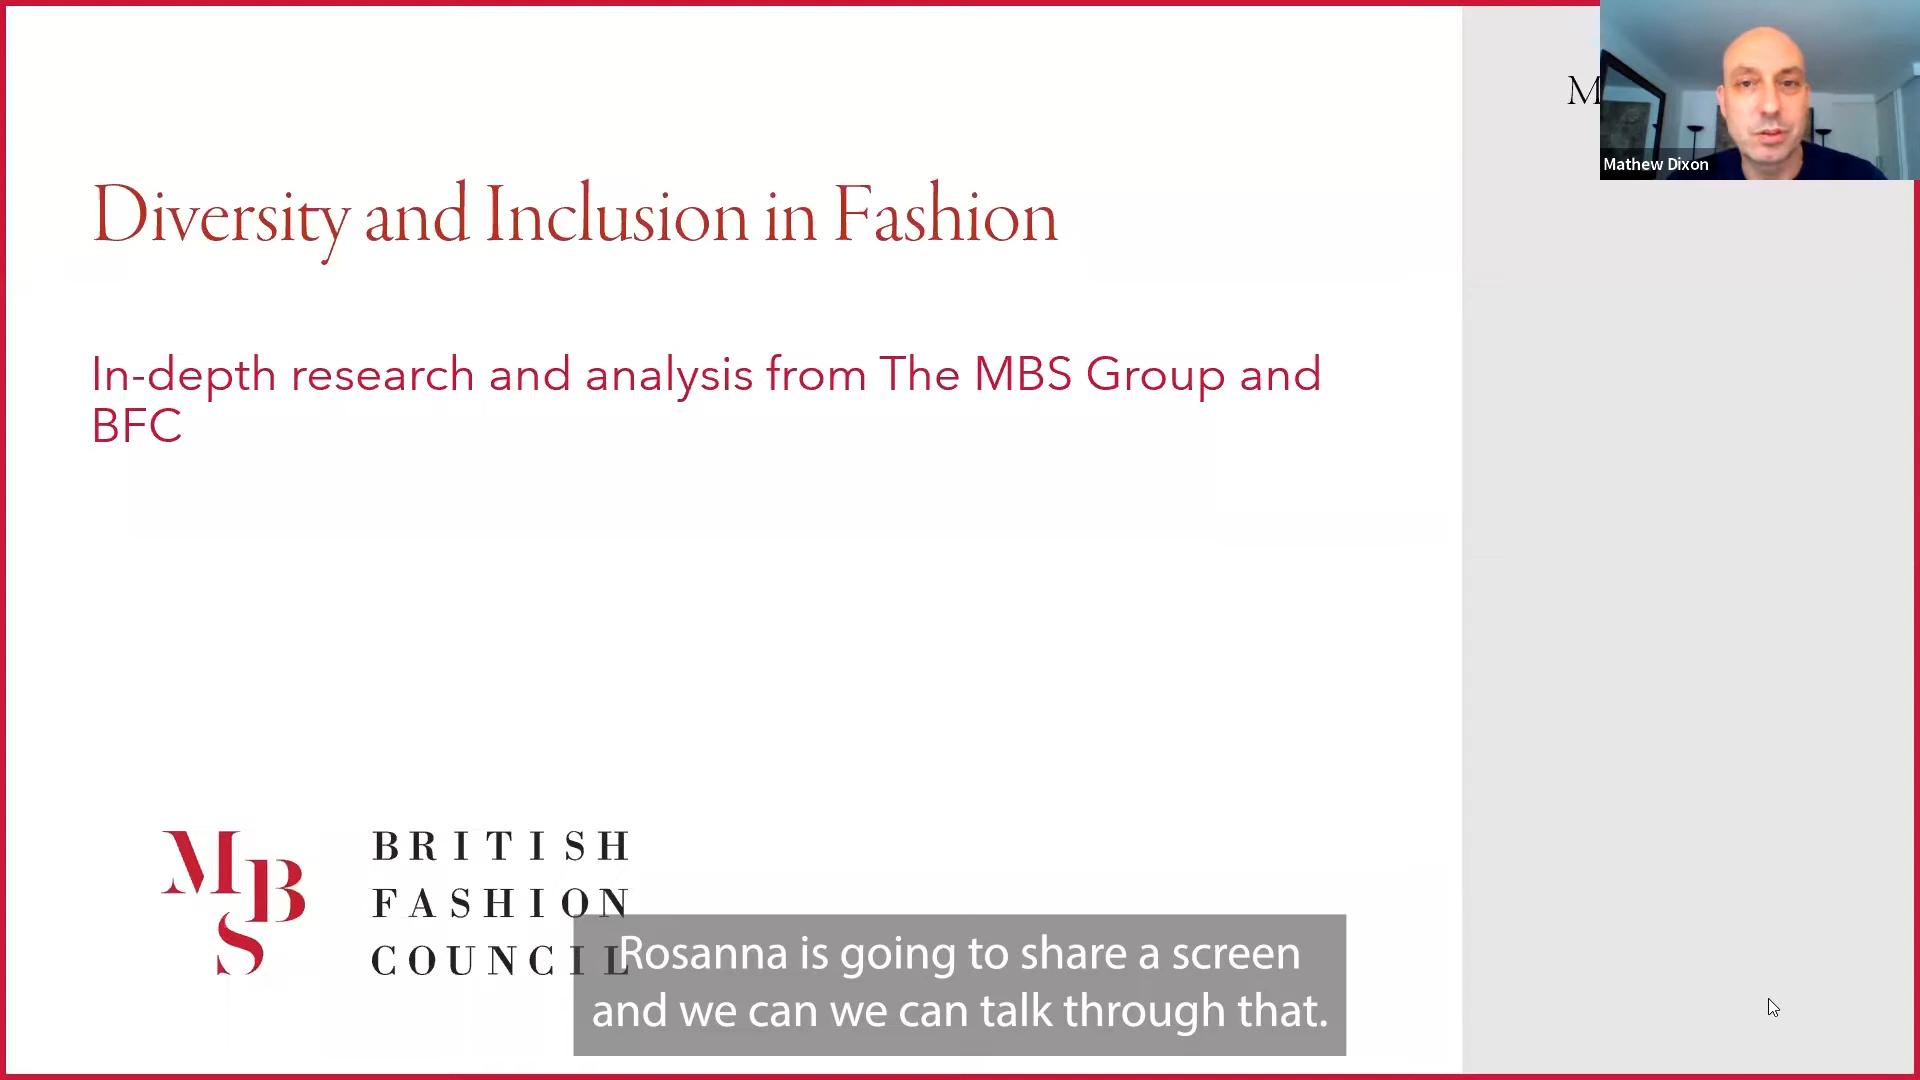 Diversity and Inclusion in Fashion
In-depth research and analysis from The MBS Group and
BFC
M
Mathew Dixon
MBS
BRITISH
FASHION
COUNCIL
Rosanna is going to share a screen
and we can we can talk through that.